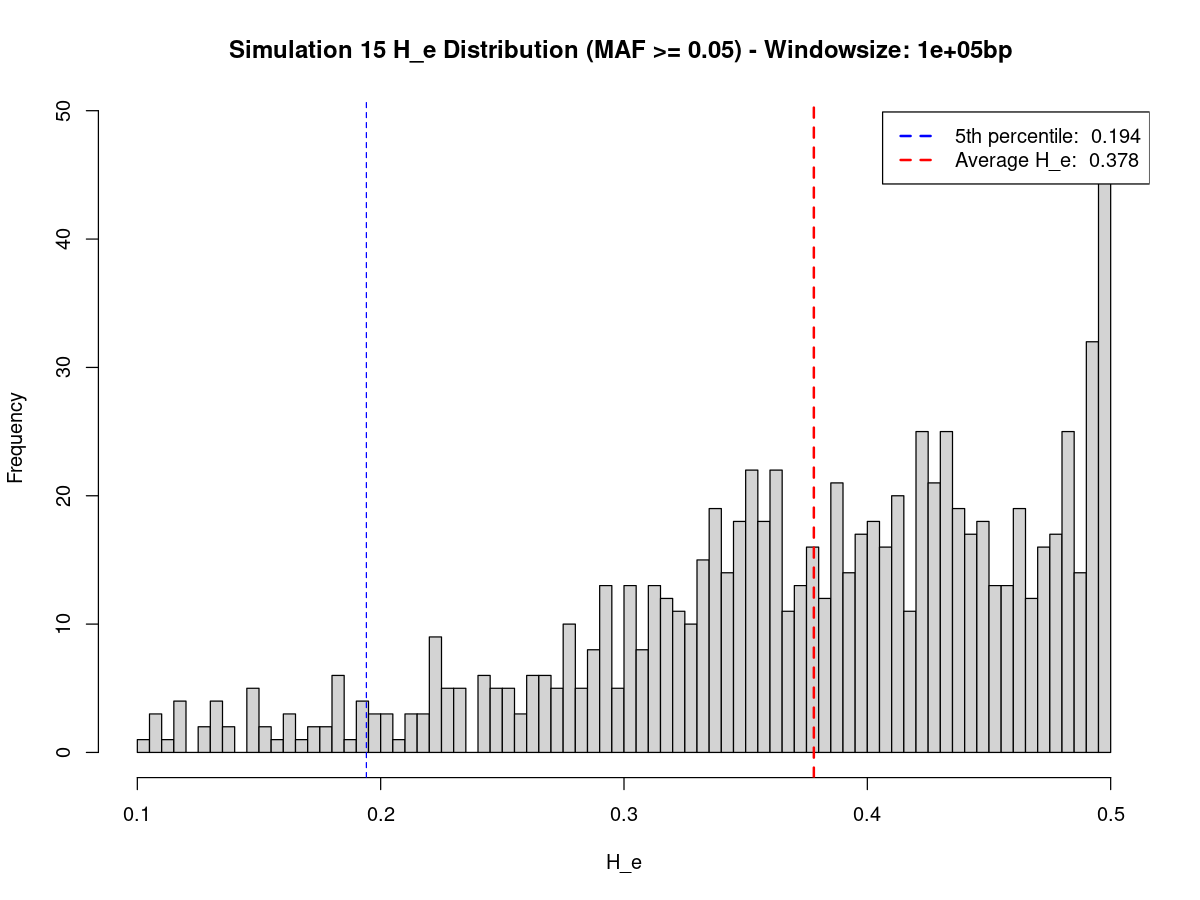 Simulation 15 H_e Distribution (MAF >= 0.05) - Windowsize: 1e+05bp
5th percentile:  0.194
Average H_e:  0.378
Frequency
50
40
30
20
10
0
0.1
0.2
0.3
0.4
0.5
H_e